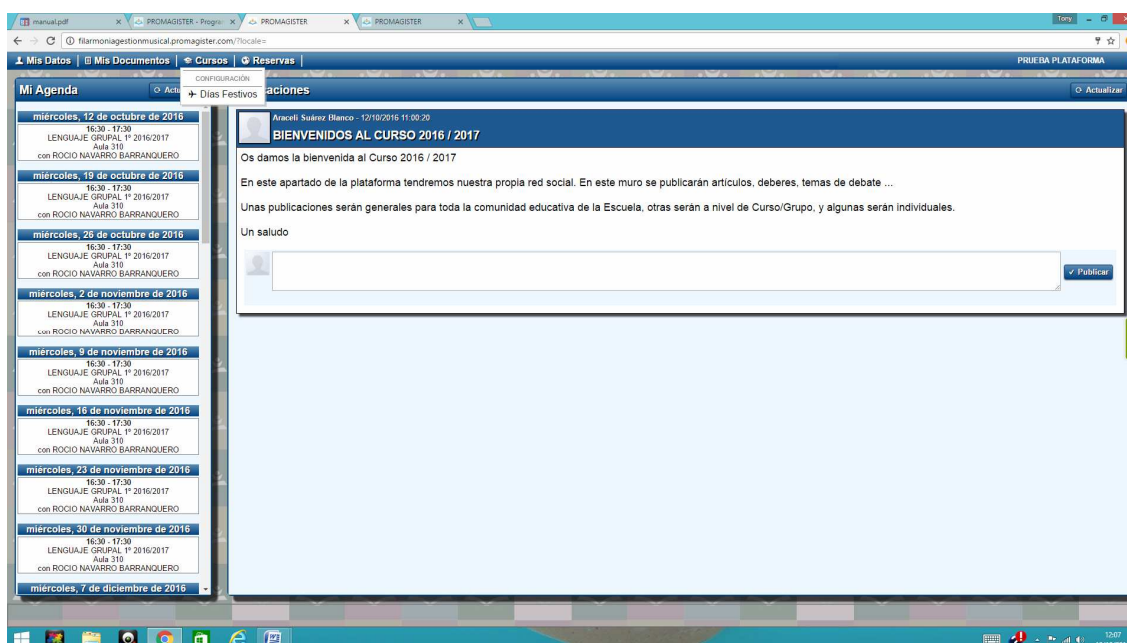 manual.pdf
PROMAGISTER - Progra
PROMAGISTER
PROMAGISTER
Tony
filarmoniagestionmusical.promagister.com/?locale=
Mis Datos | Mis Documentos | Cursos | Reservas |
PRUEBA PLATAFORMA
CONFIGURACIÓN
Días Festivos
Mi Agenda
Actu
aciones
Actualizar
miércoles, 12 de octubre de 2016
16:30 - 17:30
LENGUAJE GRUPAL 1º 2016/2017
Aula 310
con ROCIO NAVARRO BARRANQUERO
miércoles, 19 de octubre de 2016
16:30 - 17:30
LENGUAJE GRUPAL 1º 2016/2017
Aula 310
con ROCIO NAVARRO BARRANQUERO
miércoles, 26 de octubre de 2016
16:30 - 17:30
LENGUAJE GRUPAL 1º 2016/2017
Aula 310
con ROCIO NAVARRO BARRANQUERO
miércoles, 2 de noviembre de 2016
16:30 - 17:30
LENGUAJE GRUPAL 1º 2016/2017
Aula 310
con ROCIO NAVARRO BARRANQUERO
miércoles, 9 de noviembre de 2016
16:30 - 17:30
LENGUAJE GRUPAL 1º 2016/2017
Aula 310
con ROCIO NAVARRO BARRANQUERO
miércoles, 16 de noviembre de 2016
16:30 - 17:30
LENGUAJE GRUPAL 1º 2016/2017
Aula 310
con ROCIO NAVARRO BARRANQUERO
miércoles, 23 de noviembre de 2016
16:30 - 17:30
LENGUAJE GRUPAL 1º 2016/2017
Aula 310
con ROCIO NAVARRO BARRANQUERO
miércoles, 30 de noviembre de 2016
16:30 - 17:30
LENGUAJE GRUPAL 1º 2016/2017
Aula 310
con ROCIO NAVARRO BARRANQUERO
miércoles, 7 de diciembre de 2016
Araceli Suárez Blanco - 12/10/2016 11:00:20
BIENVENIDOS AL CURSO 2016 / 2017
Os damos la bienvenida al Curso 2016 / 2017
En este apartado de la plataforma tendremos nuestra propia red social. En este muro se publicarán artículos, deberes, temas de debate ...
Unas publicaciones serán generales para toda la comunidad educativa de la Escuela, otras serán a nivel de Curso/Grupo, y algunas serán individuales.
Un saludo
Publicar
12:07